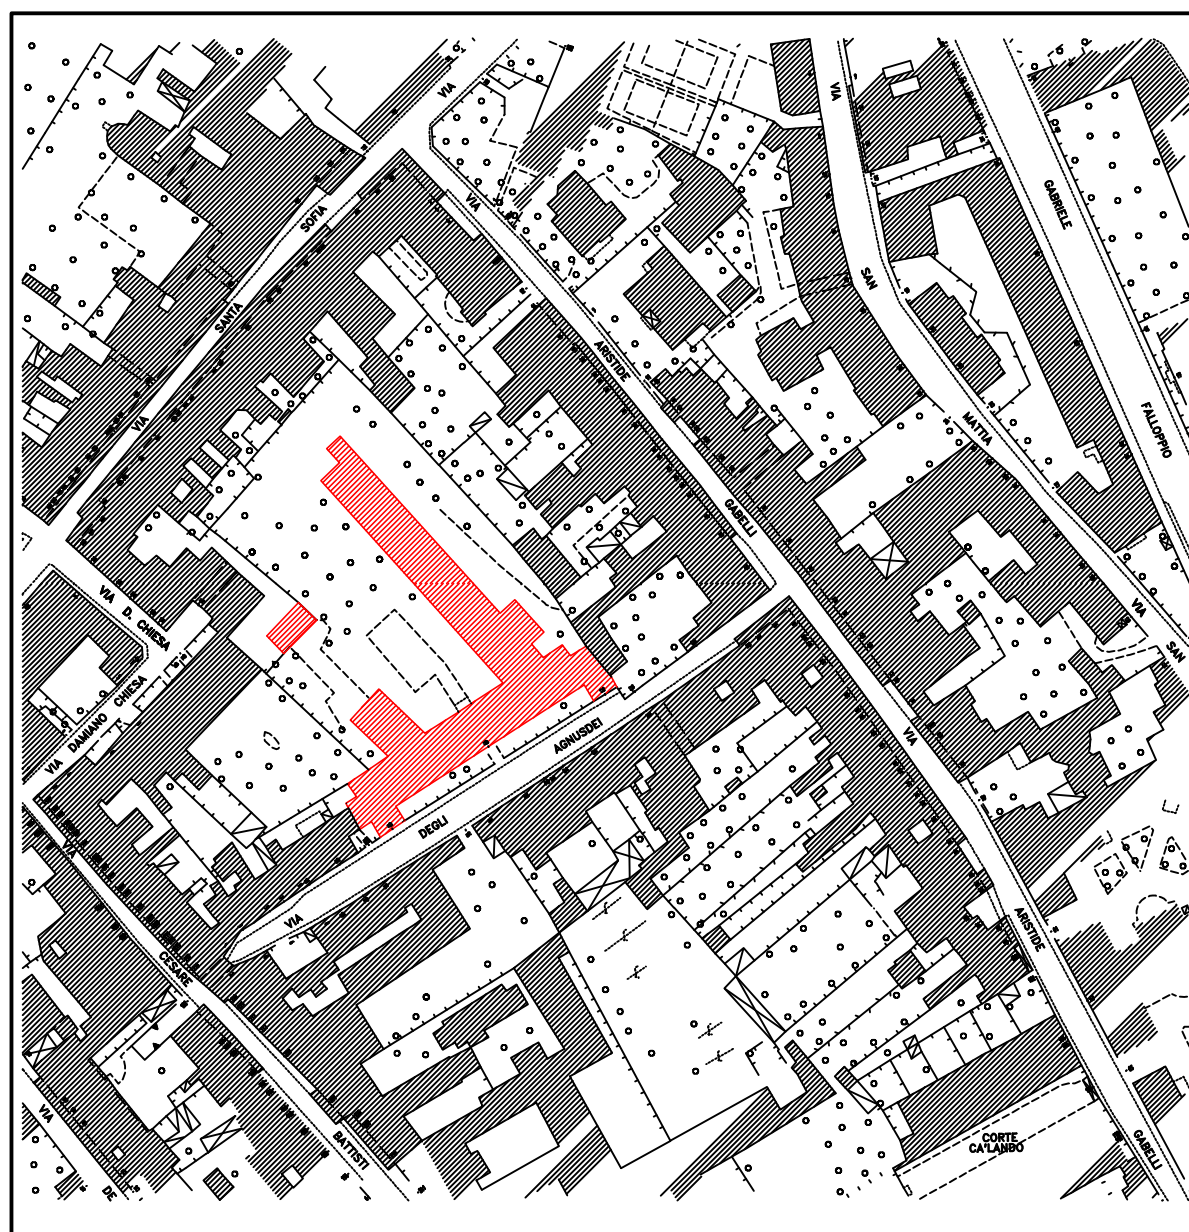 VIA
SANTA
SOFIA
VIA
VIA
ARISTIDE
GABELLI
VIA
ARISTIDE
GABELLI
VIA
SAN
MATTIA
VIA
SAN
GABRIELE
FALLOPPIO
VIA D. CHIESA
VIA DAMIANO CHIESA
VIA
DEGLI
AGNUSDEI
VIA
CESARE
BATTISTI
VIA
DE
CORTE
CA'LANDO